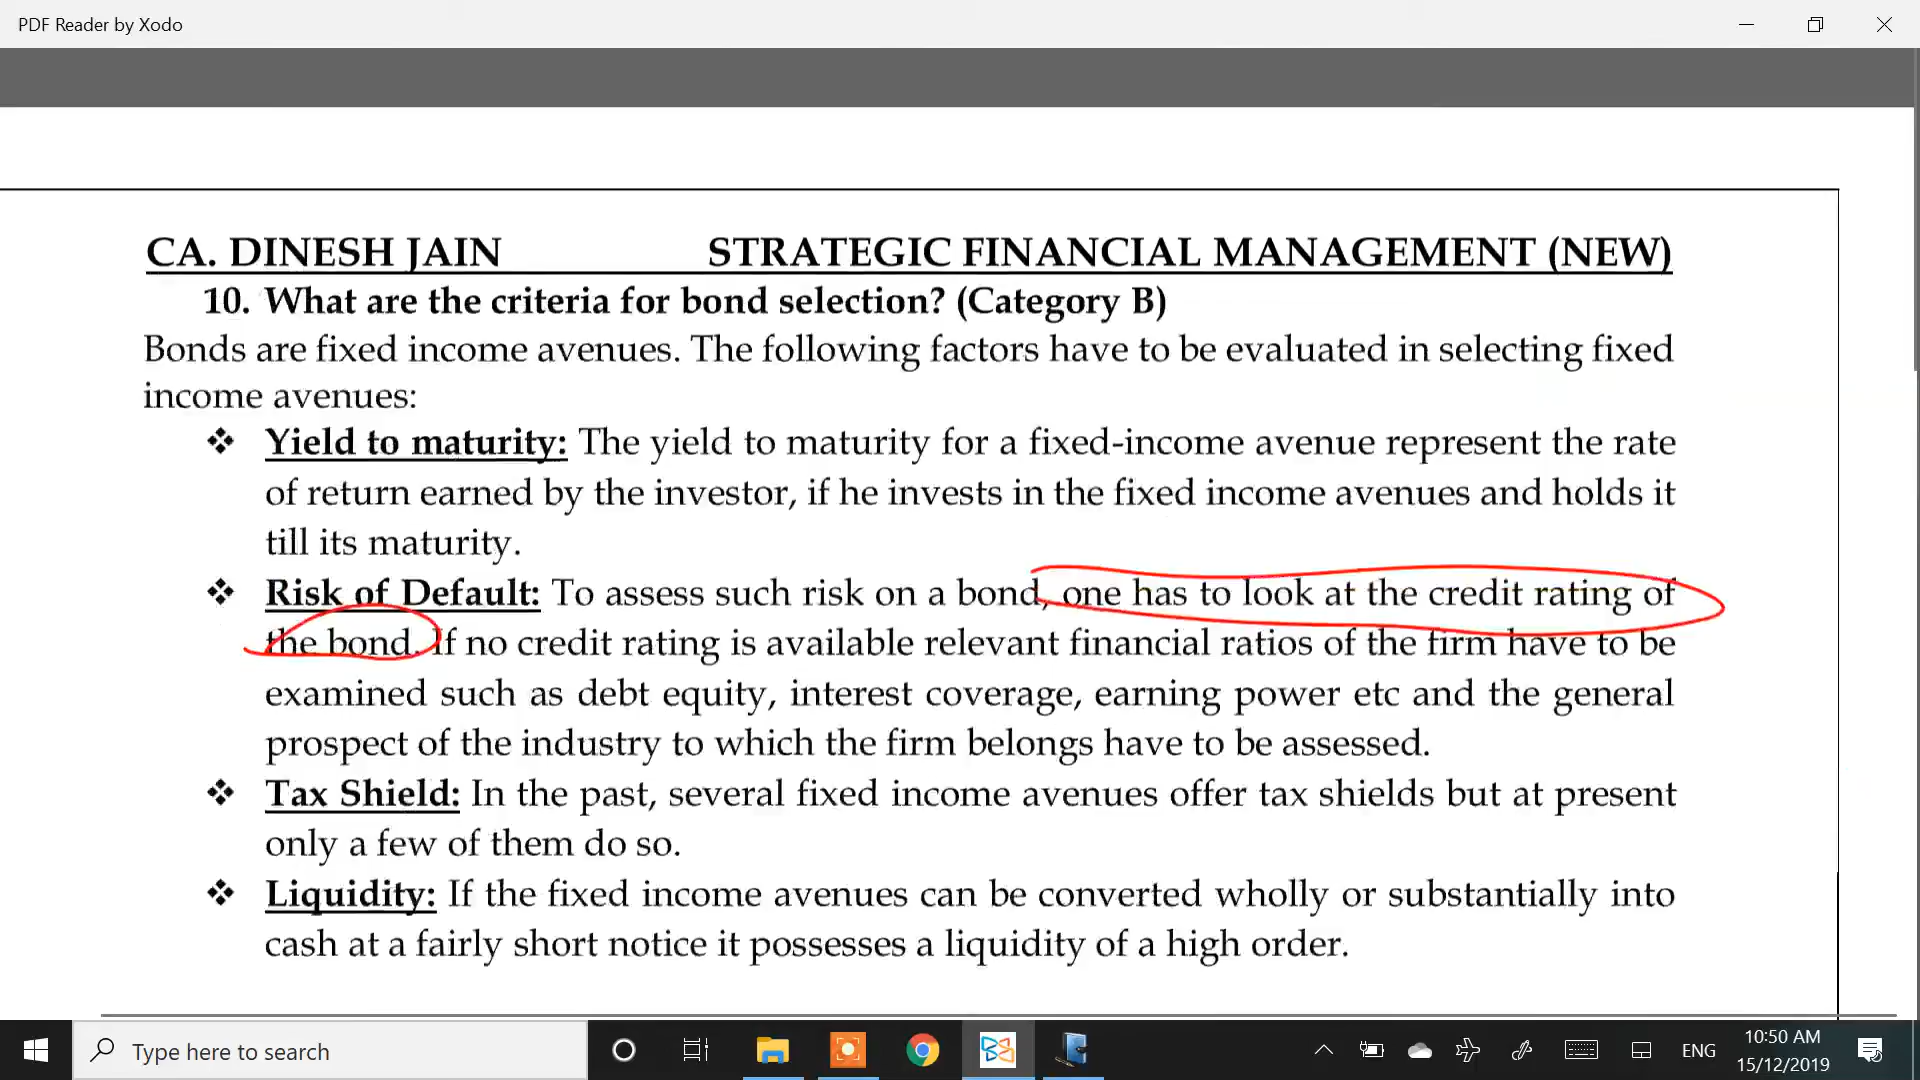 PDF Reader by Xodo
CA. DINESH JAIN STRATEGIC FINANCIAL MANAGEMENT (NEW)
10. What are the criteria for bond selection? (Category B)
Bonds are fixed income avenues. The following factors have to be evaluated in selecting fixed
income avenues:
❖ Yield to maturity: The yield to maturity for a fixed-income avenue represent the rate
of return earned by the investor, if he invests in the fixed income avenues and holds it
till its maturity.
❖ Risk of Default: To assess such risk on a bond, one has to look at the credit rating of
the bond. If no credit rating is available relevant financial ratios of the firm have to be
examined such as debt equity, interest coverage, earning power etc and the general
prospect of the industry to which the firm belongs have to be assessed.
❖ Tax Shield: In the past, several fixed income avenues offer tax shields but at present
only a few of them do so.
❖ Liquidity: If the fixed income avenues can be converted wholly or substantially into
cash at a fairly short notice it possesses a liquidity of a high order.
Type here to search
ENG
10:50 AM
15/12/2019